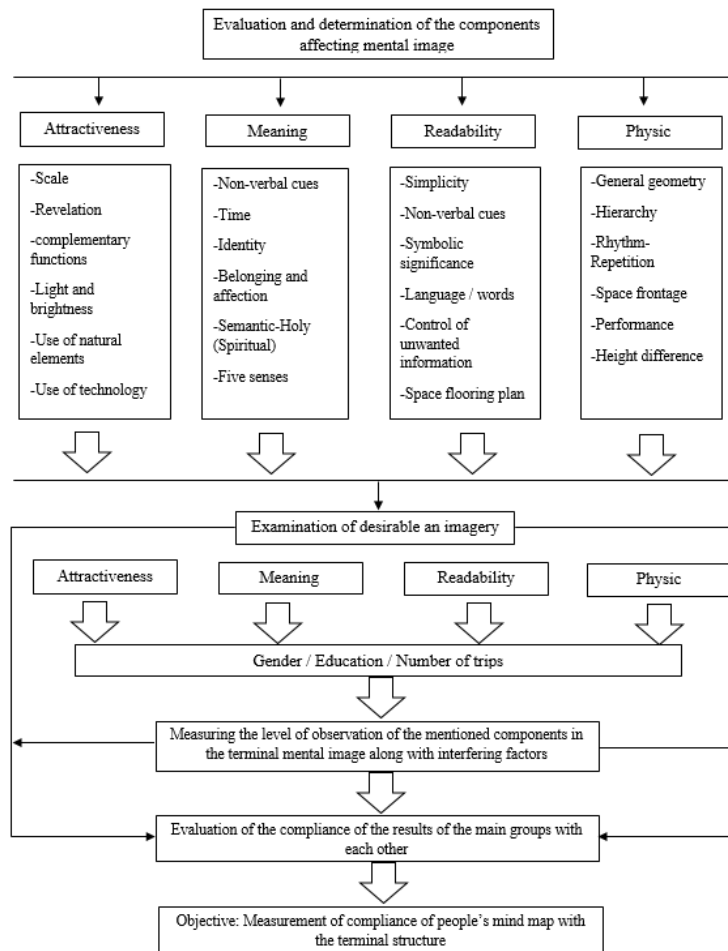 Evaluation and determination of the components
affecting mental image
Attractiveness
Meaning
Readability
Physic
-Scale
-Revelation
-complementary
functions
-Light and
brightness
-Use of natural
elements
-Use of technology
-Non-verbal cues
-Time
-Identity
-Belonging and
affection
-Semantic-Holy
(Spiritual)
-Five senses
-Simplicity
-Non-verbal cues
-Symbolic
significance
-Language / words
-Control of
unwanted
information
-Space flooring plan
-General geometry
-Hierarchy
-Rhythm-
Repetition
-Space frontage
-Performance
-Height difference
Examination of desirable an imagery
Attractiveness
Meaning
Readability
Physic
Gender / Education / Number of trips
Measuring the level of observation of the mentioned components in
the terminal mental image along with interfering factors
Evaluation of the compliance of the results of the main groups with
each other
Objective: Measurement of compliance of people's mind map with
the terminal structure